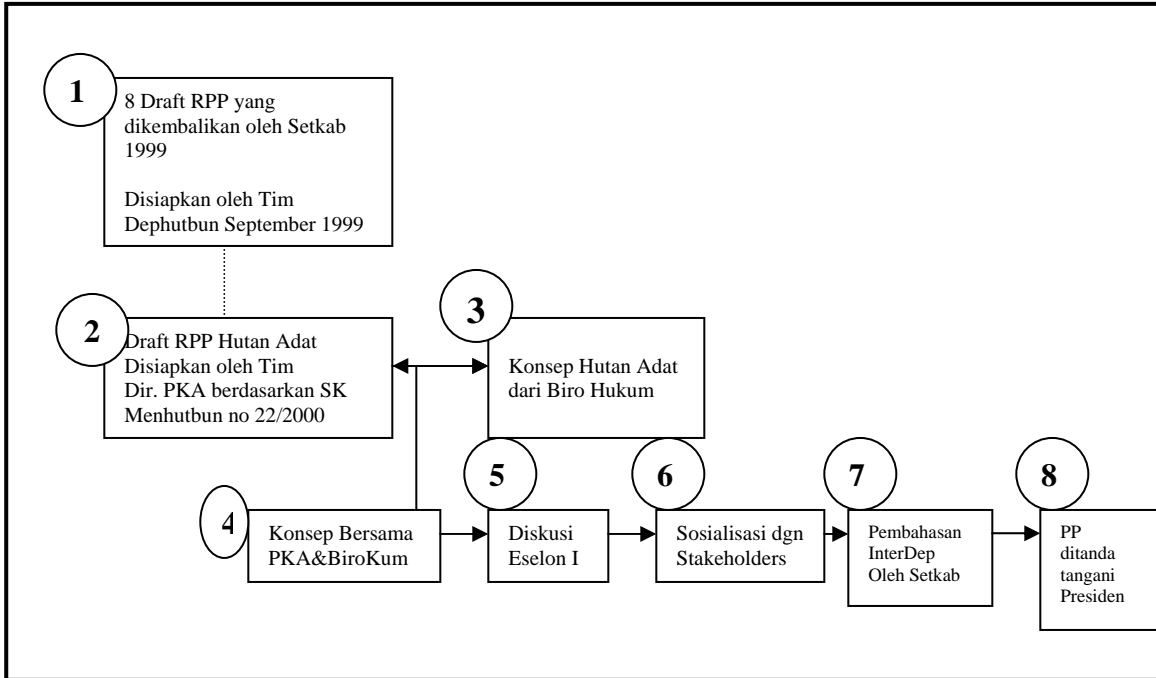 1
8 Draft RPP yang
dikembalikan oleh Setkab
1999
Disiapkan oleh Tim
Dephutbun September 1999
2
Draft RPP Hutan Adat
Disiapkan oleh Tim
Dir. PKA berdasarkan SK
Menhutbun no 22/2000
3
Konsep Hutan Adat
dari Biro Hukum
4
Konsep Bersama
PKA&BiroKum
5
Diskusi
Eselon I
6
Sosialisasi dgn
Stakeholders
7
Pembahasan
InterDep
Oleh Setkab
8
PP
ditanda
tangani
Presiden